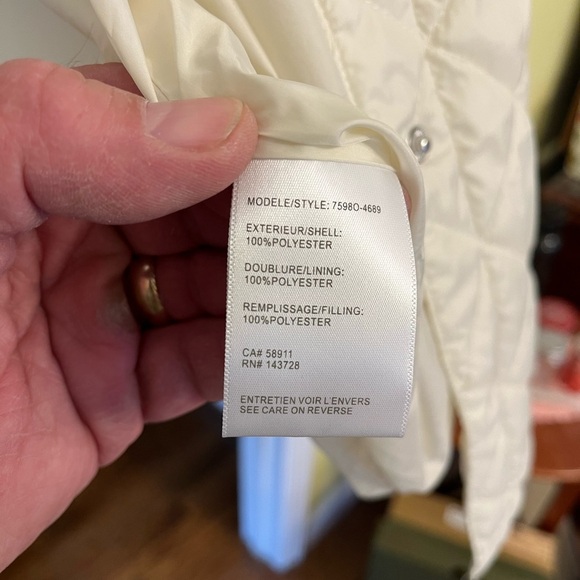 MODELE/STYLE: 7598O-4689
EXTERIEUR/SHELL:
100%POLYESTER
DOUBLURE/LINING:
100%POLYESTER
REMPLISSAGE/FILLING:
100%POLYESTER
CA# 58911
RN# 143728
ENTRETIEN VOIR L'ENVERS
SEE CARE ON REVERSE